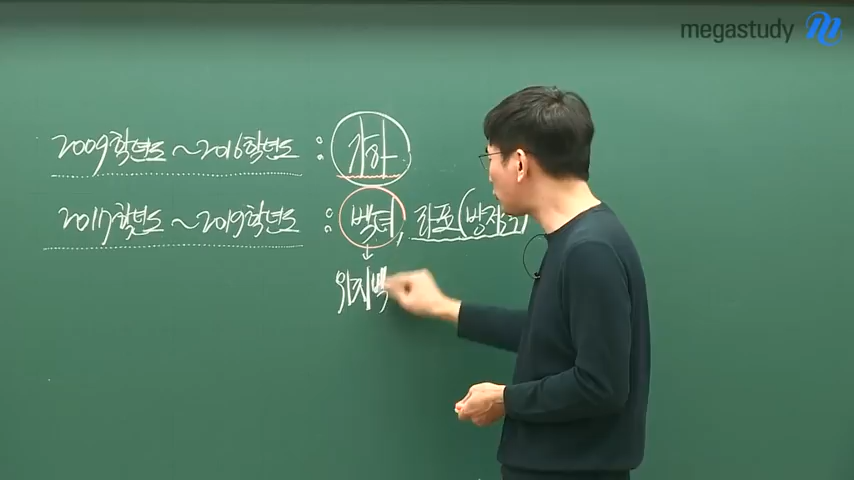 megastudy
2009학년도 ~ 2016학년도 : 가하
2017학년도 ~ 2019학년도 : 벡터, 좌표(방정식
위치벡